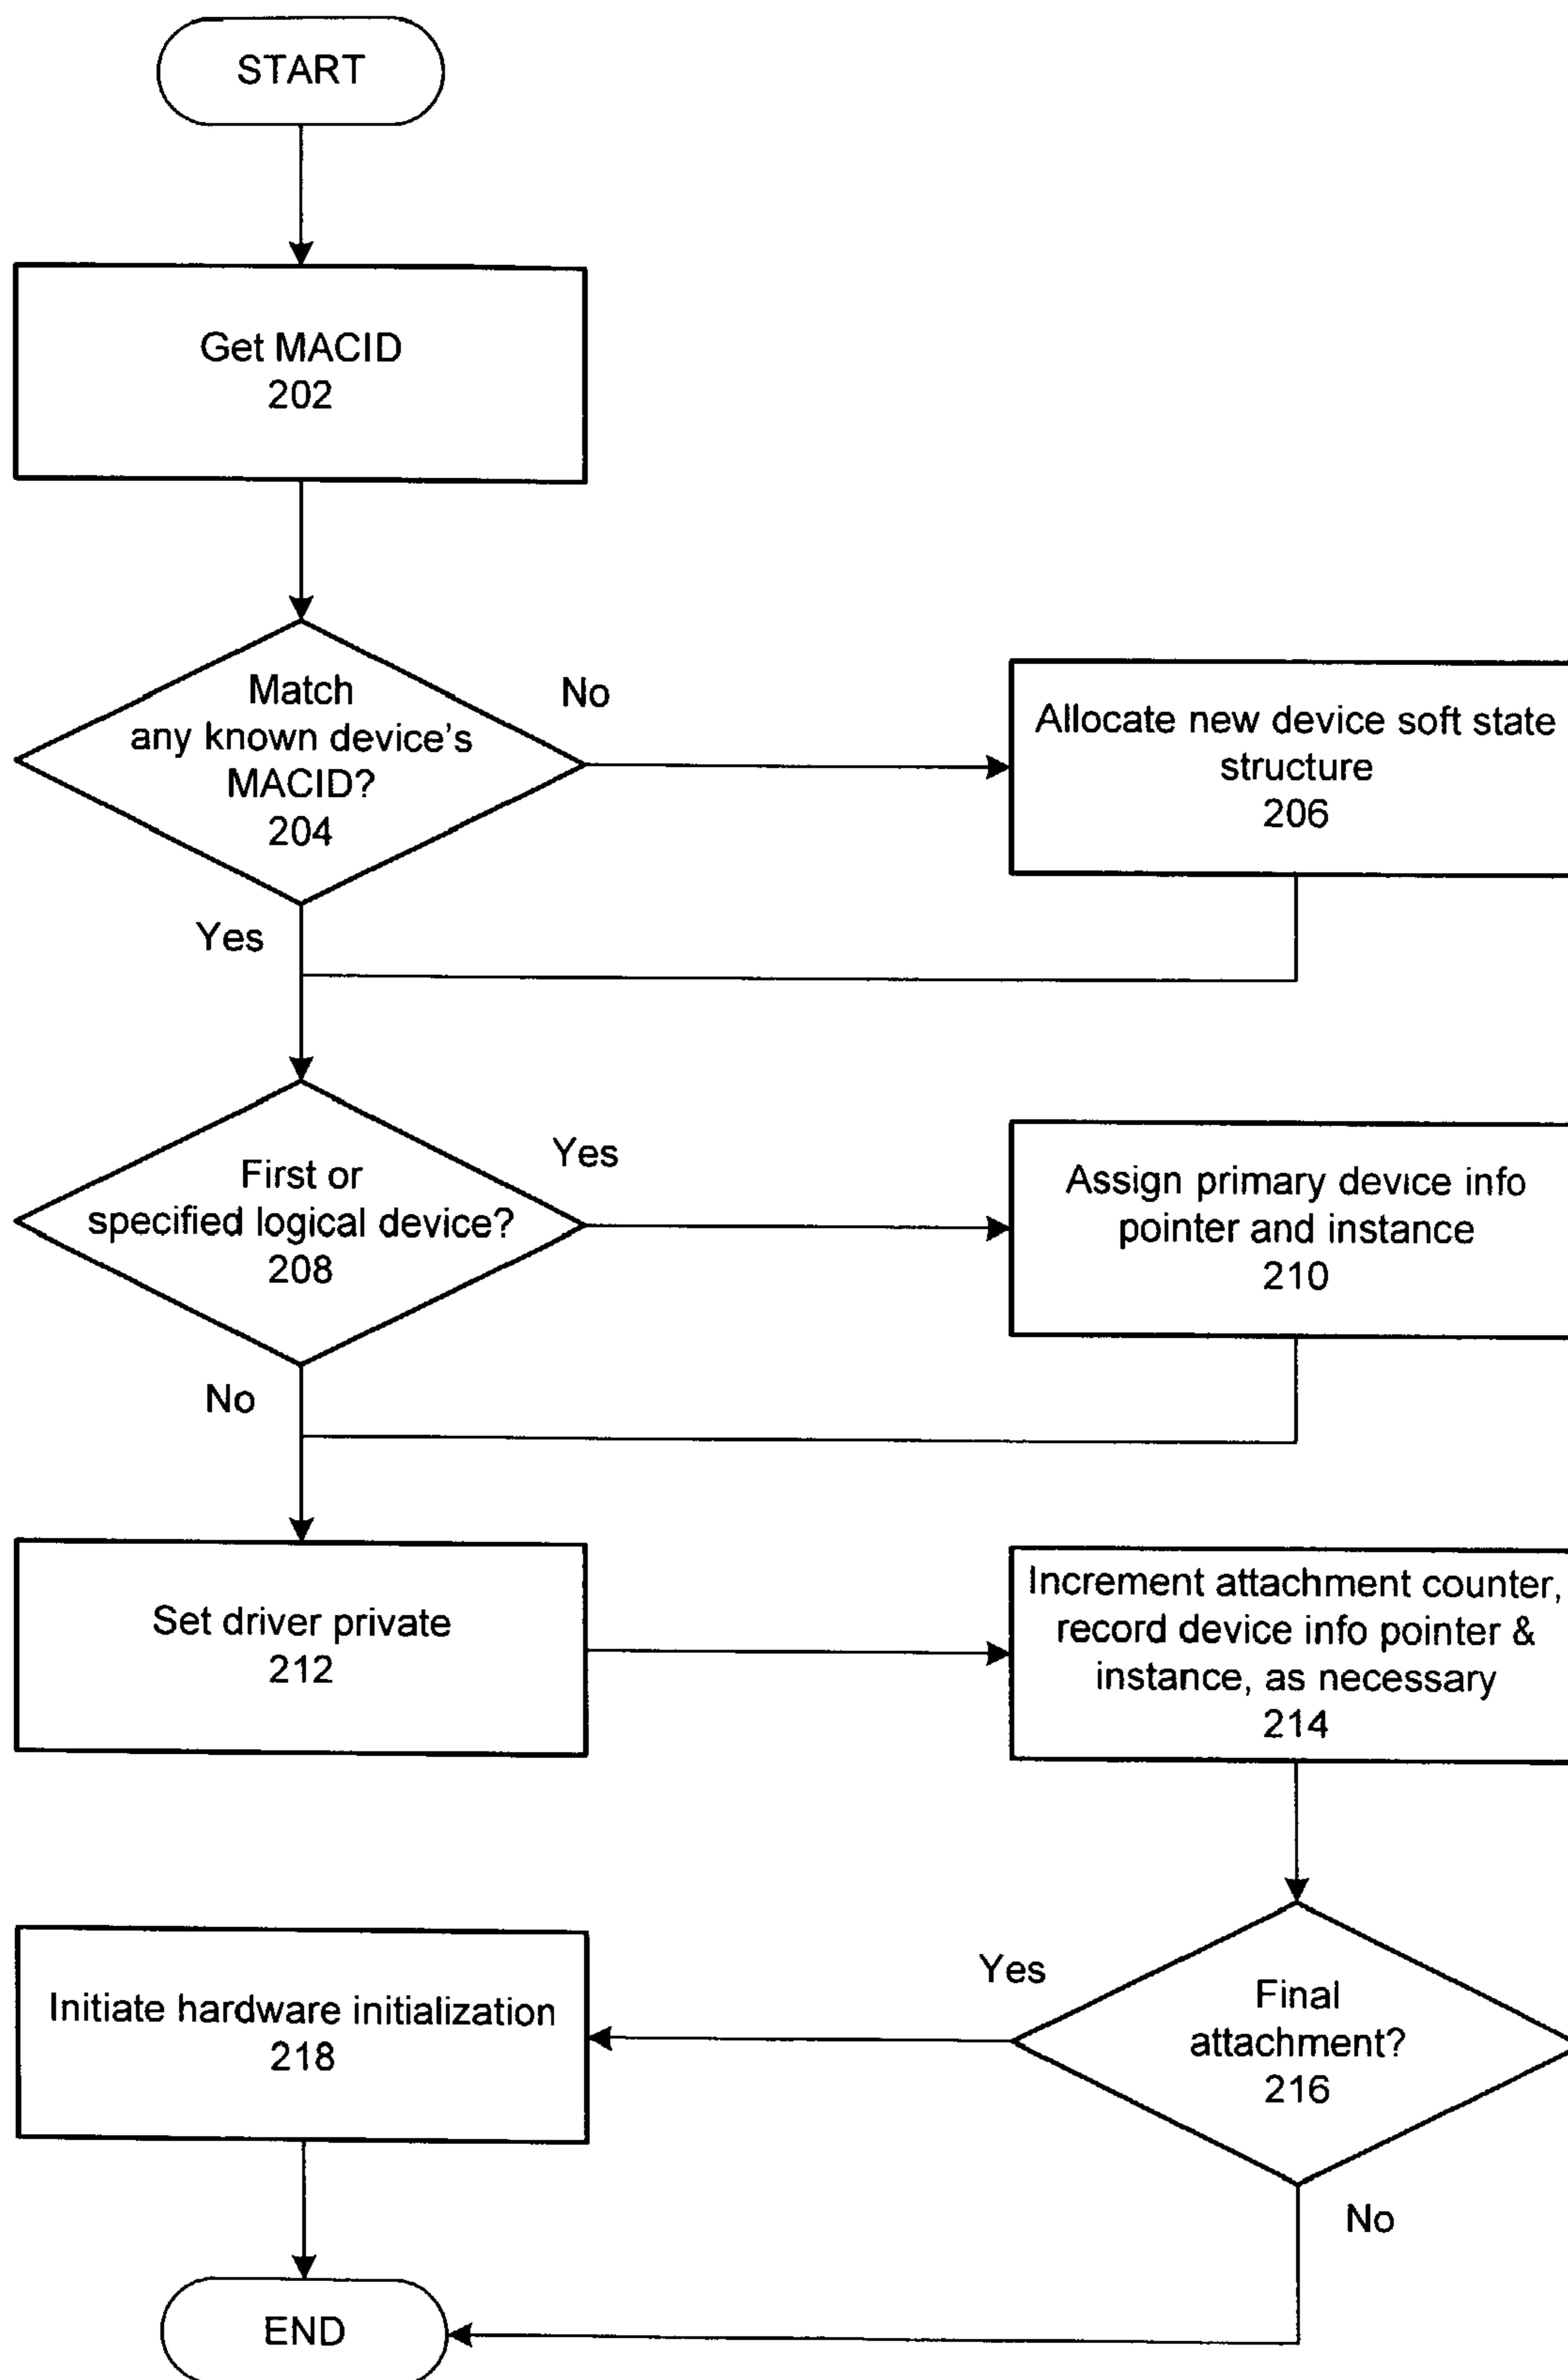 START
Get MACID
202
Match
any known device's
MACID?
204
No
Allocate new device soft state
structure
206
Yes
First or
specified logical device?
208
Yes
Assign primary device info
pointer and instance
210
No
Set driver private
212
Increment attachment counter,
record device info pointer &
instance, as necessary
214
Final
attachment?
216
Yes
Initiate hardware initialization
218
No
END